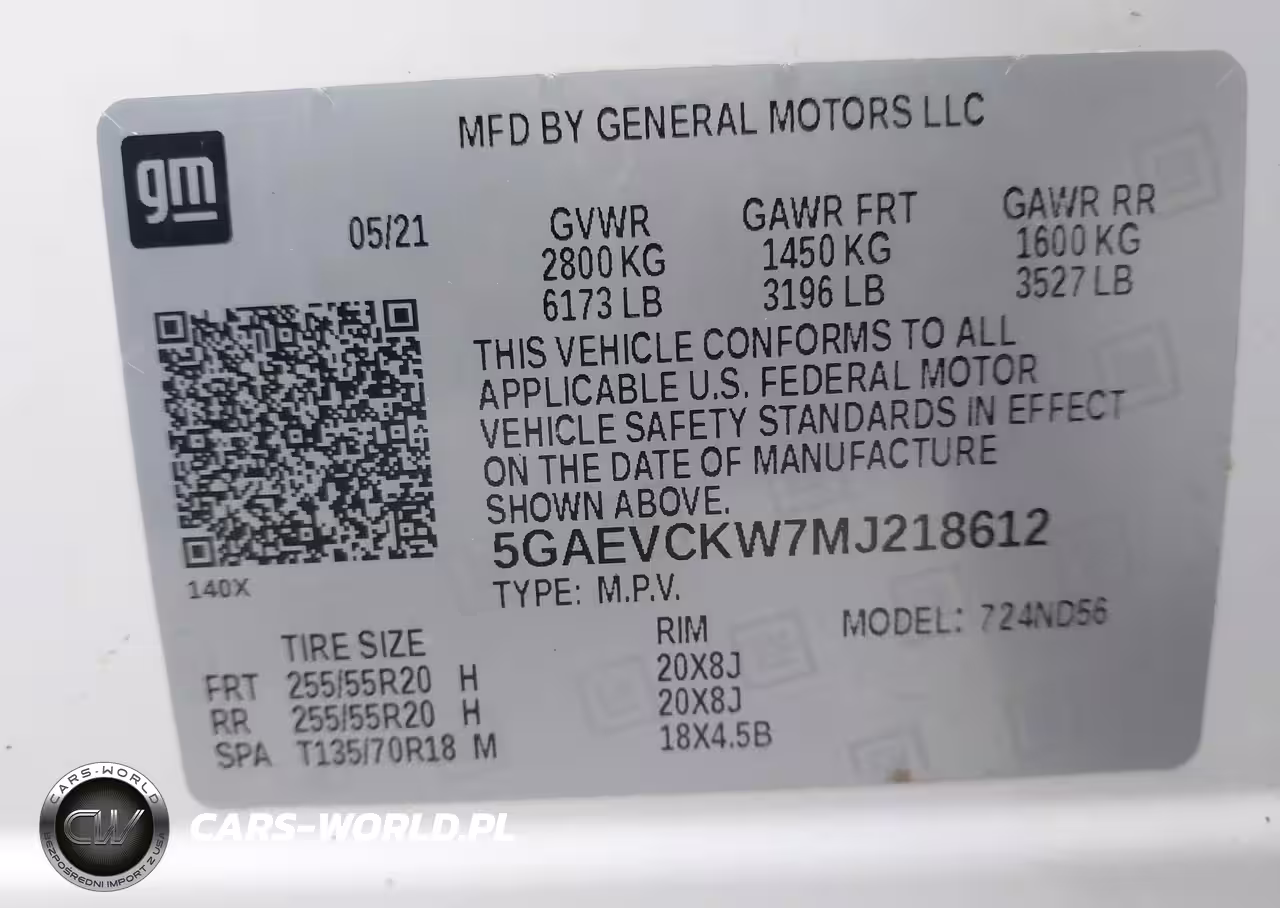 MFD BY GENERAL MOTORS LLC
gm
05/21
GVWR GAWR FRT GAWR RR
2800 KG 1450 KG 1600 KG
6173 LB 3196 LB 3527 LB
THIS VEHICLE CONFORMS TO ALL
APPLICABLE U.S. FEDERAL MOTOR
VEHICLE SAFETY STANDARDS IN EFFECT
ON THE DATE OF MANUFACTURE
SHOWN ABOVE.
5GAEVCKW7MJ218612
140X
TYPE: M.P.V.
MODEL: 724ND56
TIRE SIZE RIM
FRT 255/55R20 H 20X8J
RR 255/55R20 H 20X8J
SPA T135/70R18 M 18X4.5B
CARS-WORLD
CW
BEZPOŚREDNI IMPORT Z USA
CARS-WORLD.PL